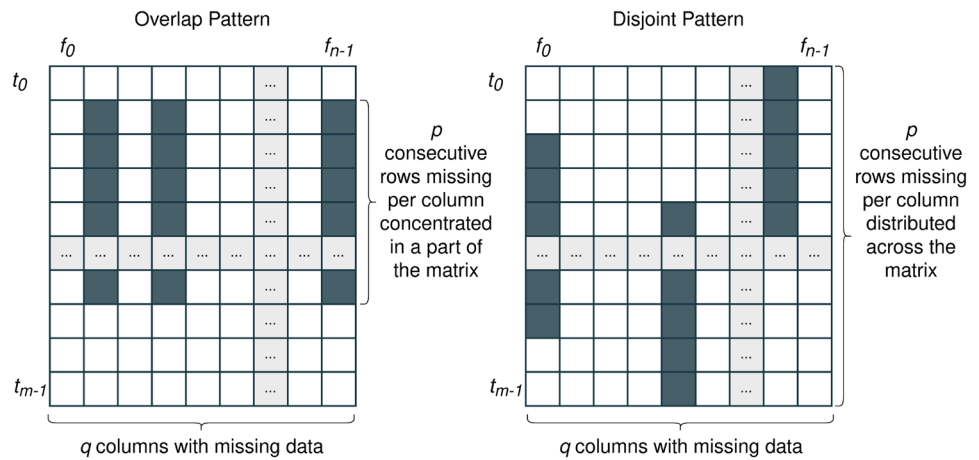 Overlap Pattern
f0 fn-1
t0
...
...
...
...
...
... ... ... ... ... ... ... ... ...
...
...
...
...
tm-1
p
consecutive
rows missing
per column
concentrated
in a part of
the matrix
q columns with missing data
Disjoint Pattern
f0 fn-1
t0
...
...
...
...
...
... ... ... ... ... ... ... ... ...
...
...
...
...
tm-1
p
consecutive
rows missing
per column
distributed
across the
matrix
q columns with missing data